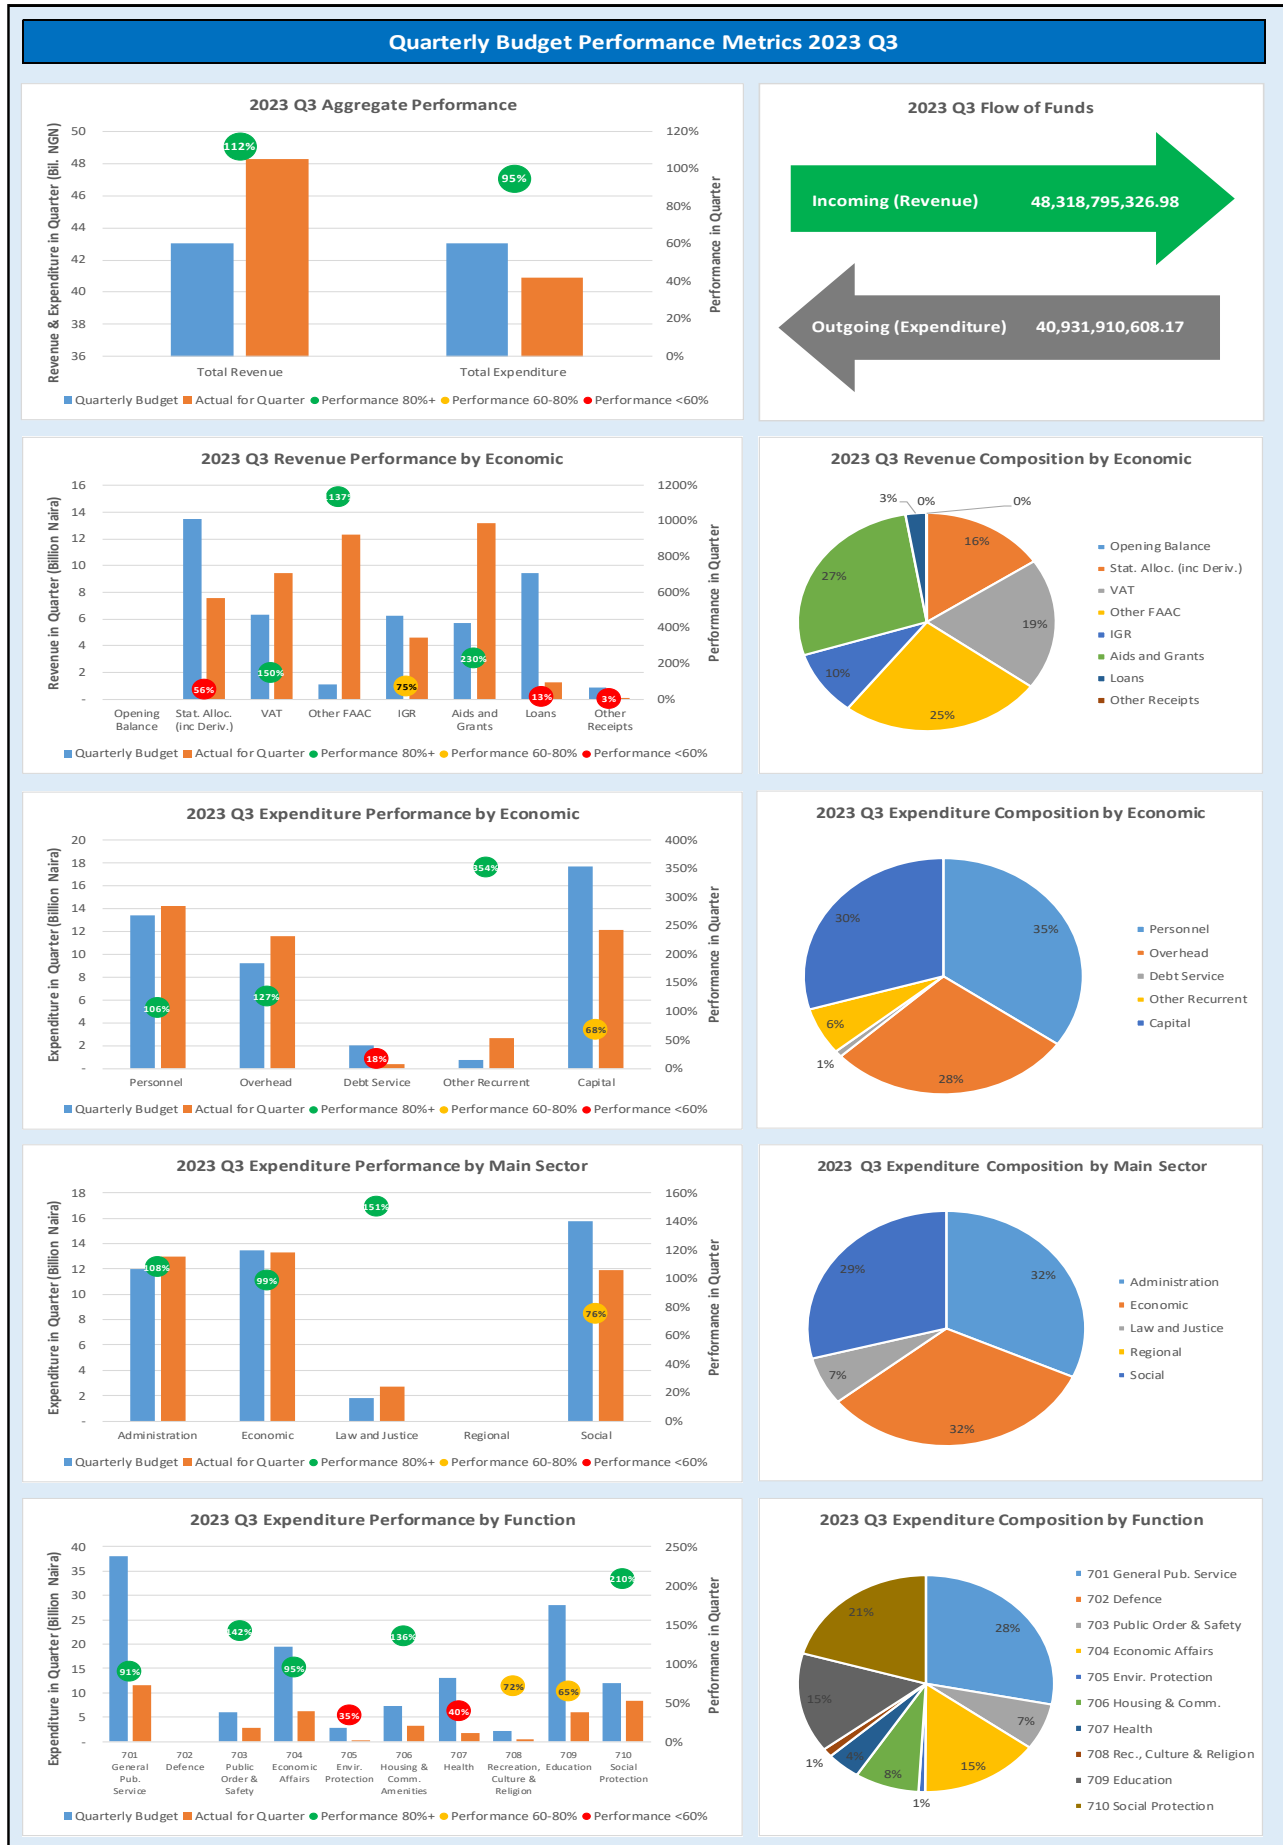 Quarterly Budget Performance Metrics 2023 Q3
2023 Q3 Aggregate Performance
Revenue & Expenditure in Quarter (Bil. NGN)
50
48
46
44
42
40
38
36
120%
100%
80%
60%
40%
20%
0%
Performance in Quarter
112%
95%
Total Revenue
Total Expenditure
Quarterly Budget Actual for Quarter Performance 80%+ Performance 60-80% Performance <60%
2023 Q3 Flow of Funds
Incoming (Revenue) 48,318,795,326.98
Outgoing (Expenditure) 40,931,910,608.17
2023 Q3 Revenue Performance by Economic
Revenue in Quarter (Billion Naira)
16
14
12
10
8
6
4
2
-
1200%
1000%
800%
600%
400%
200%
0%
Performance in Quarter
56%
150%
1137%
75%
230%
13%
3%
Opening Balance
Stat. Alloc. (inc Deriv.)
VAT
Other FAAC
IGR
Aids and Grants
Loans
Other Receipts
Quarterly Budget Actual for Quarter Performance 80%+ Performance 60-80% Performance <60%
2023 Q3 Revenue Composition by Economic
3%
0%
0%
16%
27%
19%
10%
25%
Opening Balance
Stat. Alloc. (inc Deriv.)
VAT
Other FAAC
IGR
Aids and Grants
Loans
Other Receipts
2023 Q3 Expenditure Performance by Economic
Expenditure in Quarter (Billion Naira)
20
18
16
14
12
10
8
6
4
2
-
400%
350%
300%
250%
200%
150%
100%
50%
0%
Performance in Quarter
106%
127%
18%
354%
68%
Personnel
Overhead
Debt Service
Other Recurrent
Capital
Quarterly Budget Actual for Quarter Performance 80%+ Performance 60-80% Performance <60%
2023 Q3 Expenditure Composition by Economic
30%
35%
6%
1%
28%
Personnel
Overhead
Debt Service
Other Recurrent
Capital
2023 Q3 Expenditure Performance by Main Sector
Expenditure in Quarter (Billion Naira)
18
16
14
12
10
8
6
4
2
-
160%
140%
120%
100%
80%
60%
40%
20%
0%
Performance in Quarter
108%
99%
151%
76%
Administration
Economic
Law and Justice
Regional
Social
Quarterly Budget Actual for Quarter Performance 80%+ Performance 60-80% Performance <60%
2023 Q3 Expenditure Composition by Main Sector
29%
32%
7%
32%
Administration
Economic
Law and Justice
Regional
Social
2023 Q3 Expenditure Performance by Function
Expenditure in Quarter (Billion Naira)
40
35
30
25
20
15
10
5
-
250%
200%
150%
100%
50%
0%
Performance in Quarter
91%
142%
95%
35%
136%
40%
72%
65%
210%
701 General Pub. Service
702 Defence
703 Public Order & Safety
704 Economic Affairs
705 Envir. Protection
706 Housing & Comm. Amenities
707 Health
708 Recreation, Culture & Religion
709 Education
710 Social Protection
Quarterly Budget Actual for Quarter Performance 80%+ Performance 60-80% Performance <60%
2023 Q3 Expenditure Composition by Function
21%
28%
15%
7%
1%
4%
8%
15%
1%
701 General Pub. Service
702 Defence
703 Public Order & Safety
704 Economic Affairs
705 Envir. Protection
706 Housing & Comm.
707 Health
708 Rec., Culture & Religion
709 Education
710 Social Protection